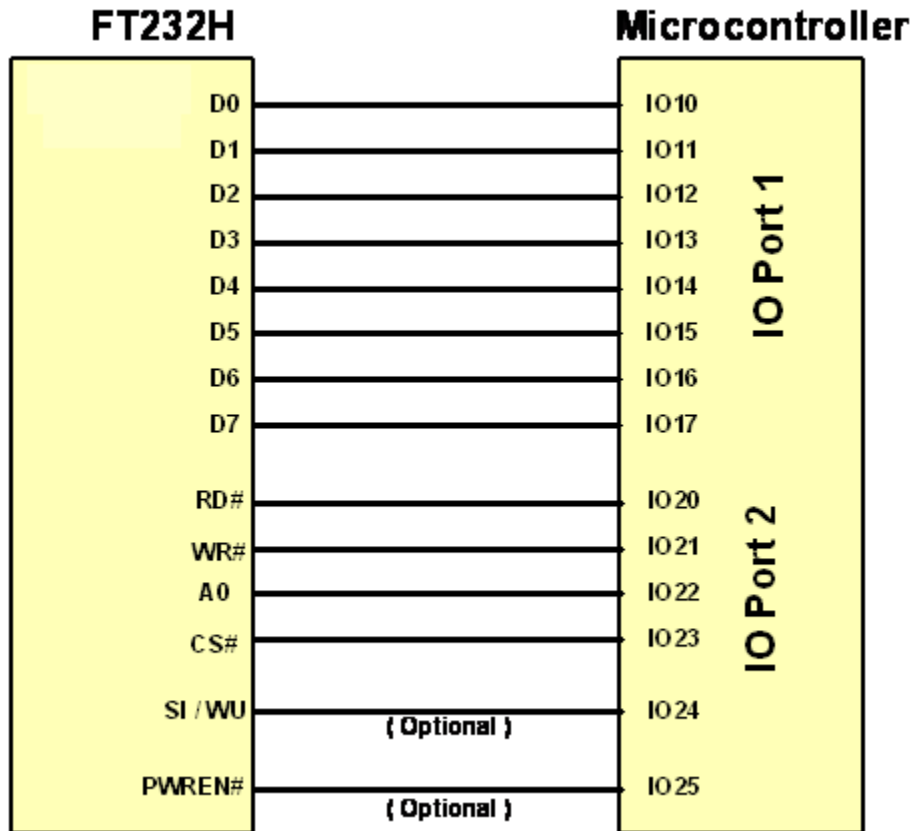 FT232H Microcontroller
D0 IO10
D1 IO11
D2 IO12
D3 IO13
D4 IO14
D5 IO15
D6 IO16
D7 IO17
IO Port 1
RD# IO20
WR# IO21
A0 IO22
CS# IO23
SI / WU IO24
( Optional )
PWREN# IO25
( Optional )
IO Port 2